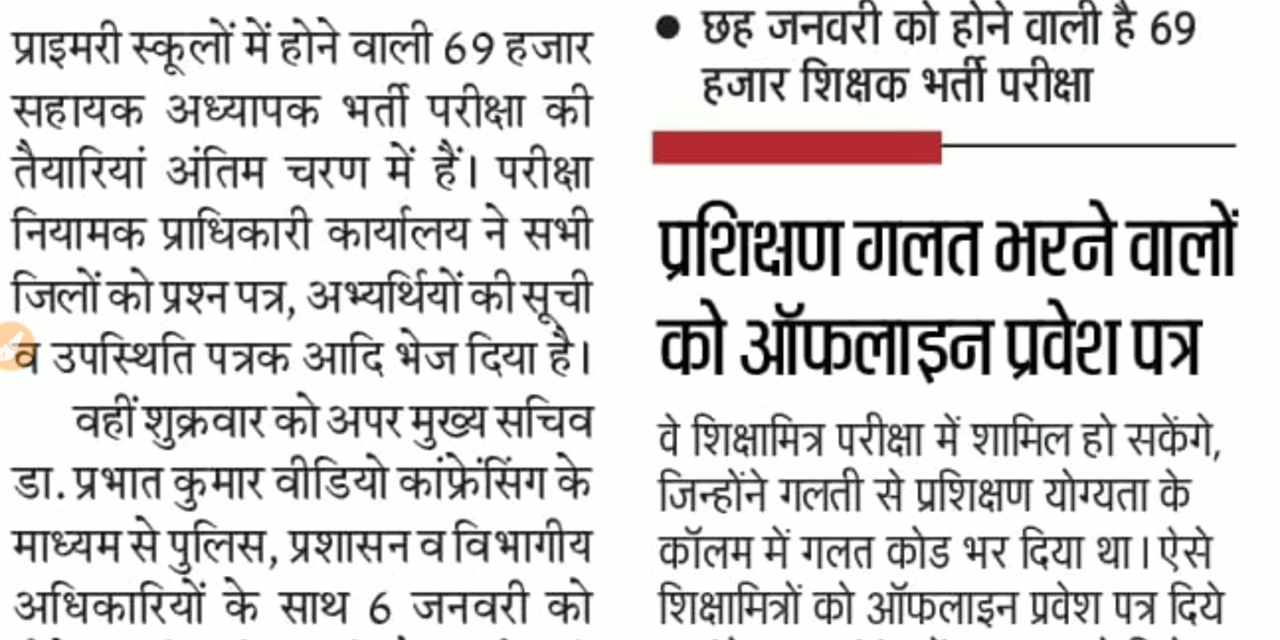 प्राइमरी स्कूलों में होने वाली 69 हजार
सहायक अध्यापक भर्ती परीक्षा की
तैयारियां अंतिम चरण में हैं। परीक्षा
नियामक प्राधिकारी कार्यालय ने सभी
जिलों को प्रश्न पत्र, अभ्यर्थियों की सूची
व उपस्थिति पत्रक आदि भेज दिया है।
वहीं शुक्रवार को अपर मुख्य सचिव
डा. प्रभात कुमार वीडियो कांफ्रेंसिंग के
माध्यम से पुलिस, प्रशासन व विभागीय
अधिकारियों के साथ 6 जनवरी को
● छह जनवरी को होने वाली है 69
हजार शिक्षक भर्ती परीक्षा
प्रशिक्षण गलत भरने वालों
को ऑफलाइन प्रवेश पत्र
वे शिक्षामित्र परीक्षा में शामिल हो सकेंगे,
जिन्होंने गलती से प्रशिक्षण योग्यता के
कॉलम में गलत कोड भर दिया था। ऐसे
शिक्षामित्रों को ऑफलाइन प्रवेश पत्र दिये